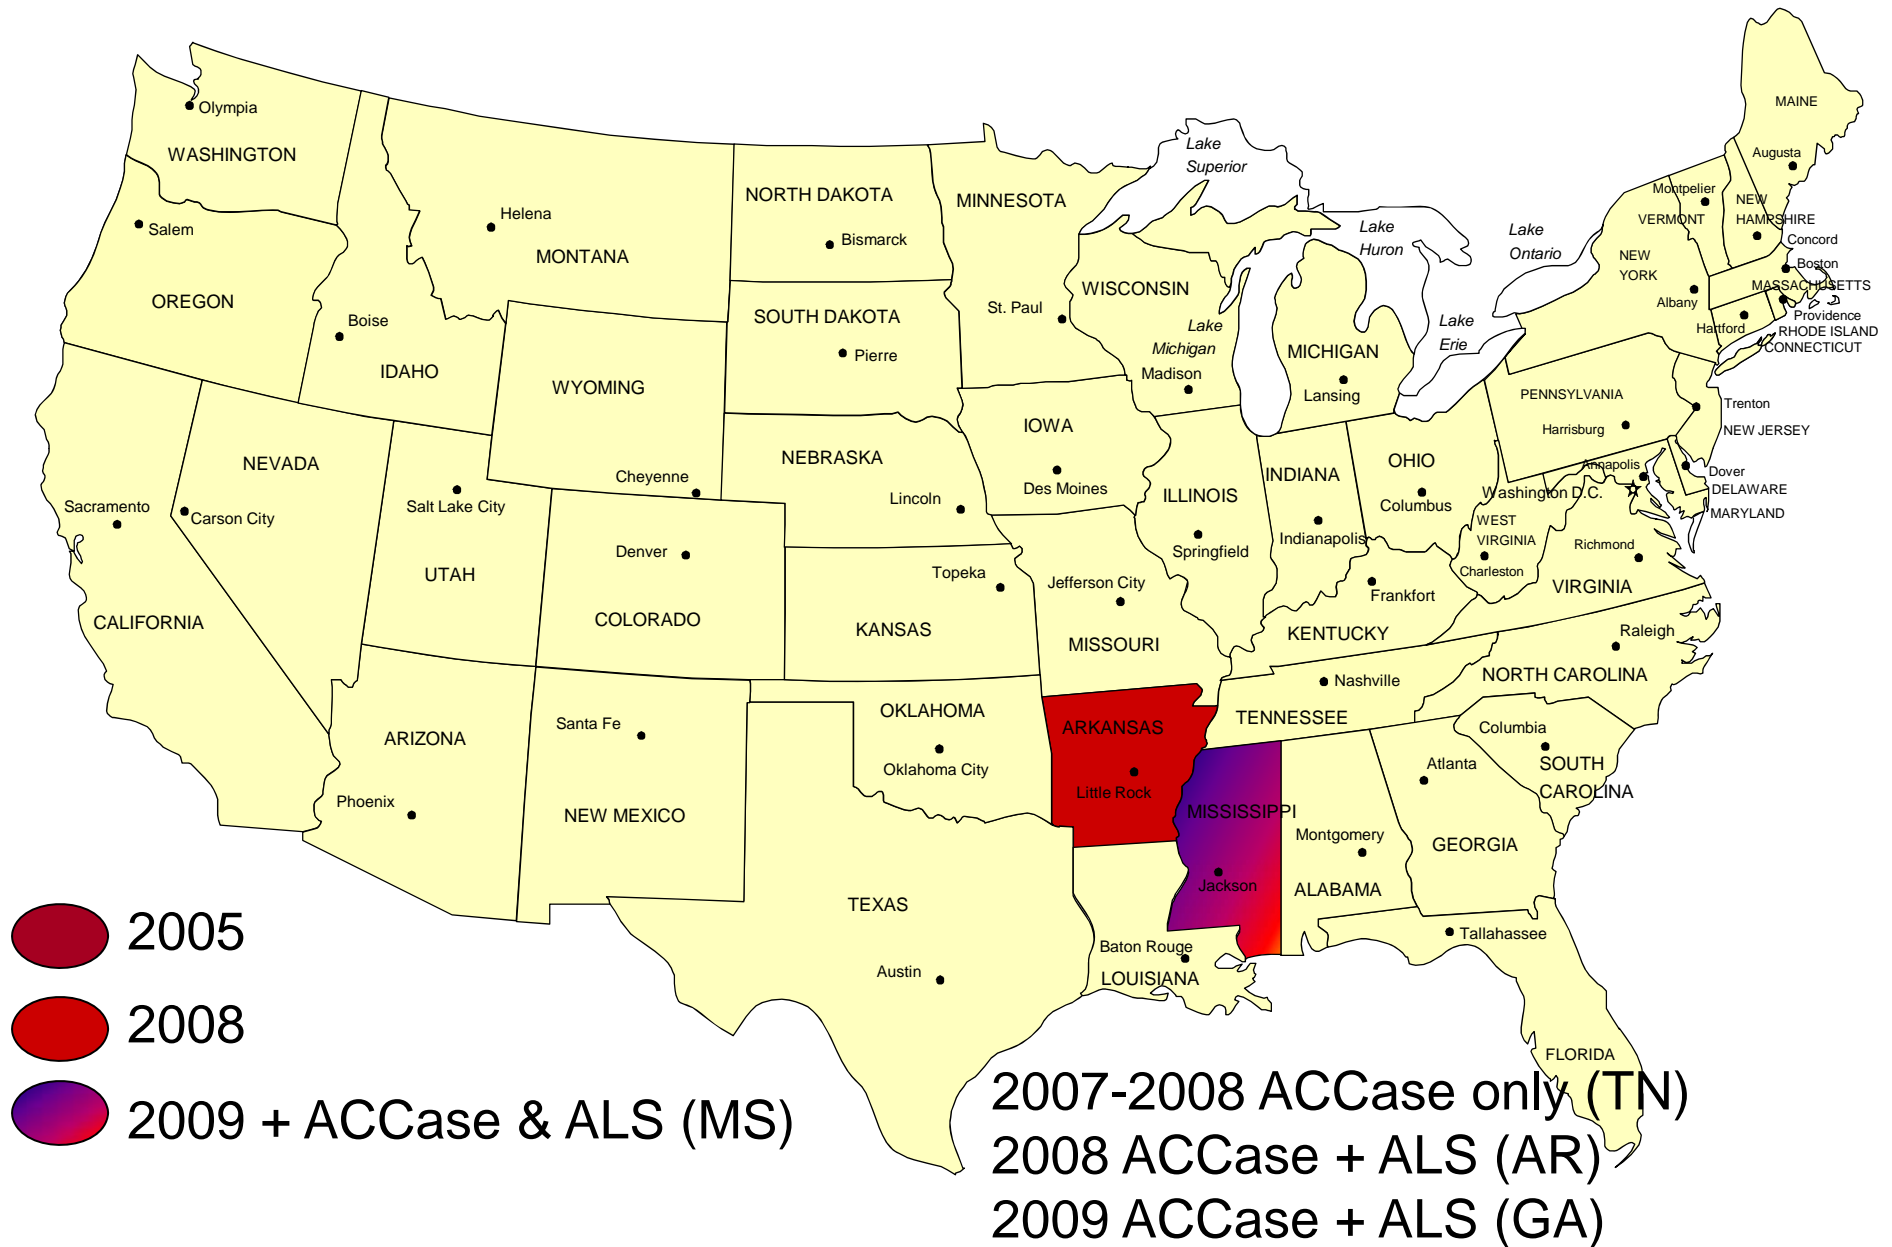 MAINE
Olympia
Lake
Superior
Augusta
WASHINGTON
Montpelier
NORTH DAKOTA
MINNESOTA
NEW
HAMPSHIRE
VERMONT
Helena
Salem
Bismarck
Lake
Huron
Lake
Ontario
Concord
MONTANA
NEW
YORK
Boston
MASSACHUSETTS
OREGON
WISCONSIN
Albany
St. Paul
SOUTH DAKOTA
Boise
Lake
Michigan
Lake
Erie
Providence
Hartford
RHODE ISLAND
CONNECTICUT
Pierre
MICHIGAN
IDAHO
WYOMING
Madison
Lansing
PENNSYLVANIA
Trenton
IOWA
Harrisburg
NEW JERSEY
NEVADA
NEBRASKA
OHIO
Annapolis
Dover
Cheyenne
INDIANA
DELAWARE
Des Moines
Lincoln
ILLINOIS
Washington D.C.
Sacramento
Carson City
Salt Lake City
Columbus
MARYLAND
WEST
VIRGINIA
Indianapolis
Denver
Springfield
Richmond
UTAH
Topeka
Jefferson City
Charleston
VIRGINIA
Frankfort
CALIFORNIA
COLORADO
KANSAS
KENTUCKY
Raleigh
MISSOURI
NORTH CAROLINA
Nashville
OKLAHOMA
TENNESSEE
Santa Fe
ARKANSAS
Columbia
ARIZONA
Oklahoma City
Atlanta
SOUTH
CAROLINA
Little Rock
Phoenix
NEW MEXICO
MISSISSIPPI
Montgomery
GEORGIA
Jackson
ALABAMA
TEXAS
2005
Tallahassee
Baton Rouge
Austin
LOUISIANA
2008
FLORIDA
2009 + ACCase & ALS (MS)
2007-2008 ACCase only (TN)
2008 ACCase + ALS (AR)
2009 ACCase + ALS (GA)